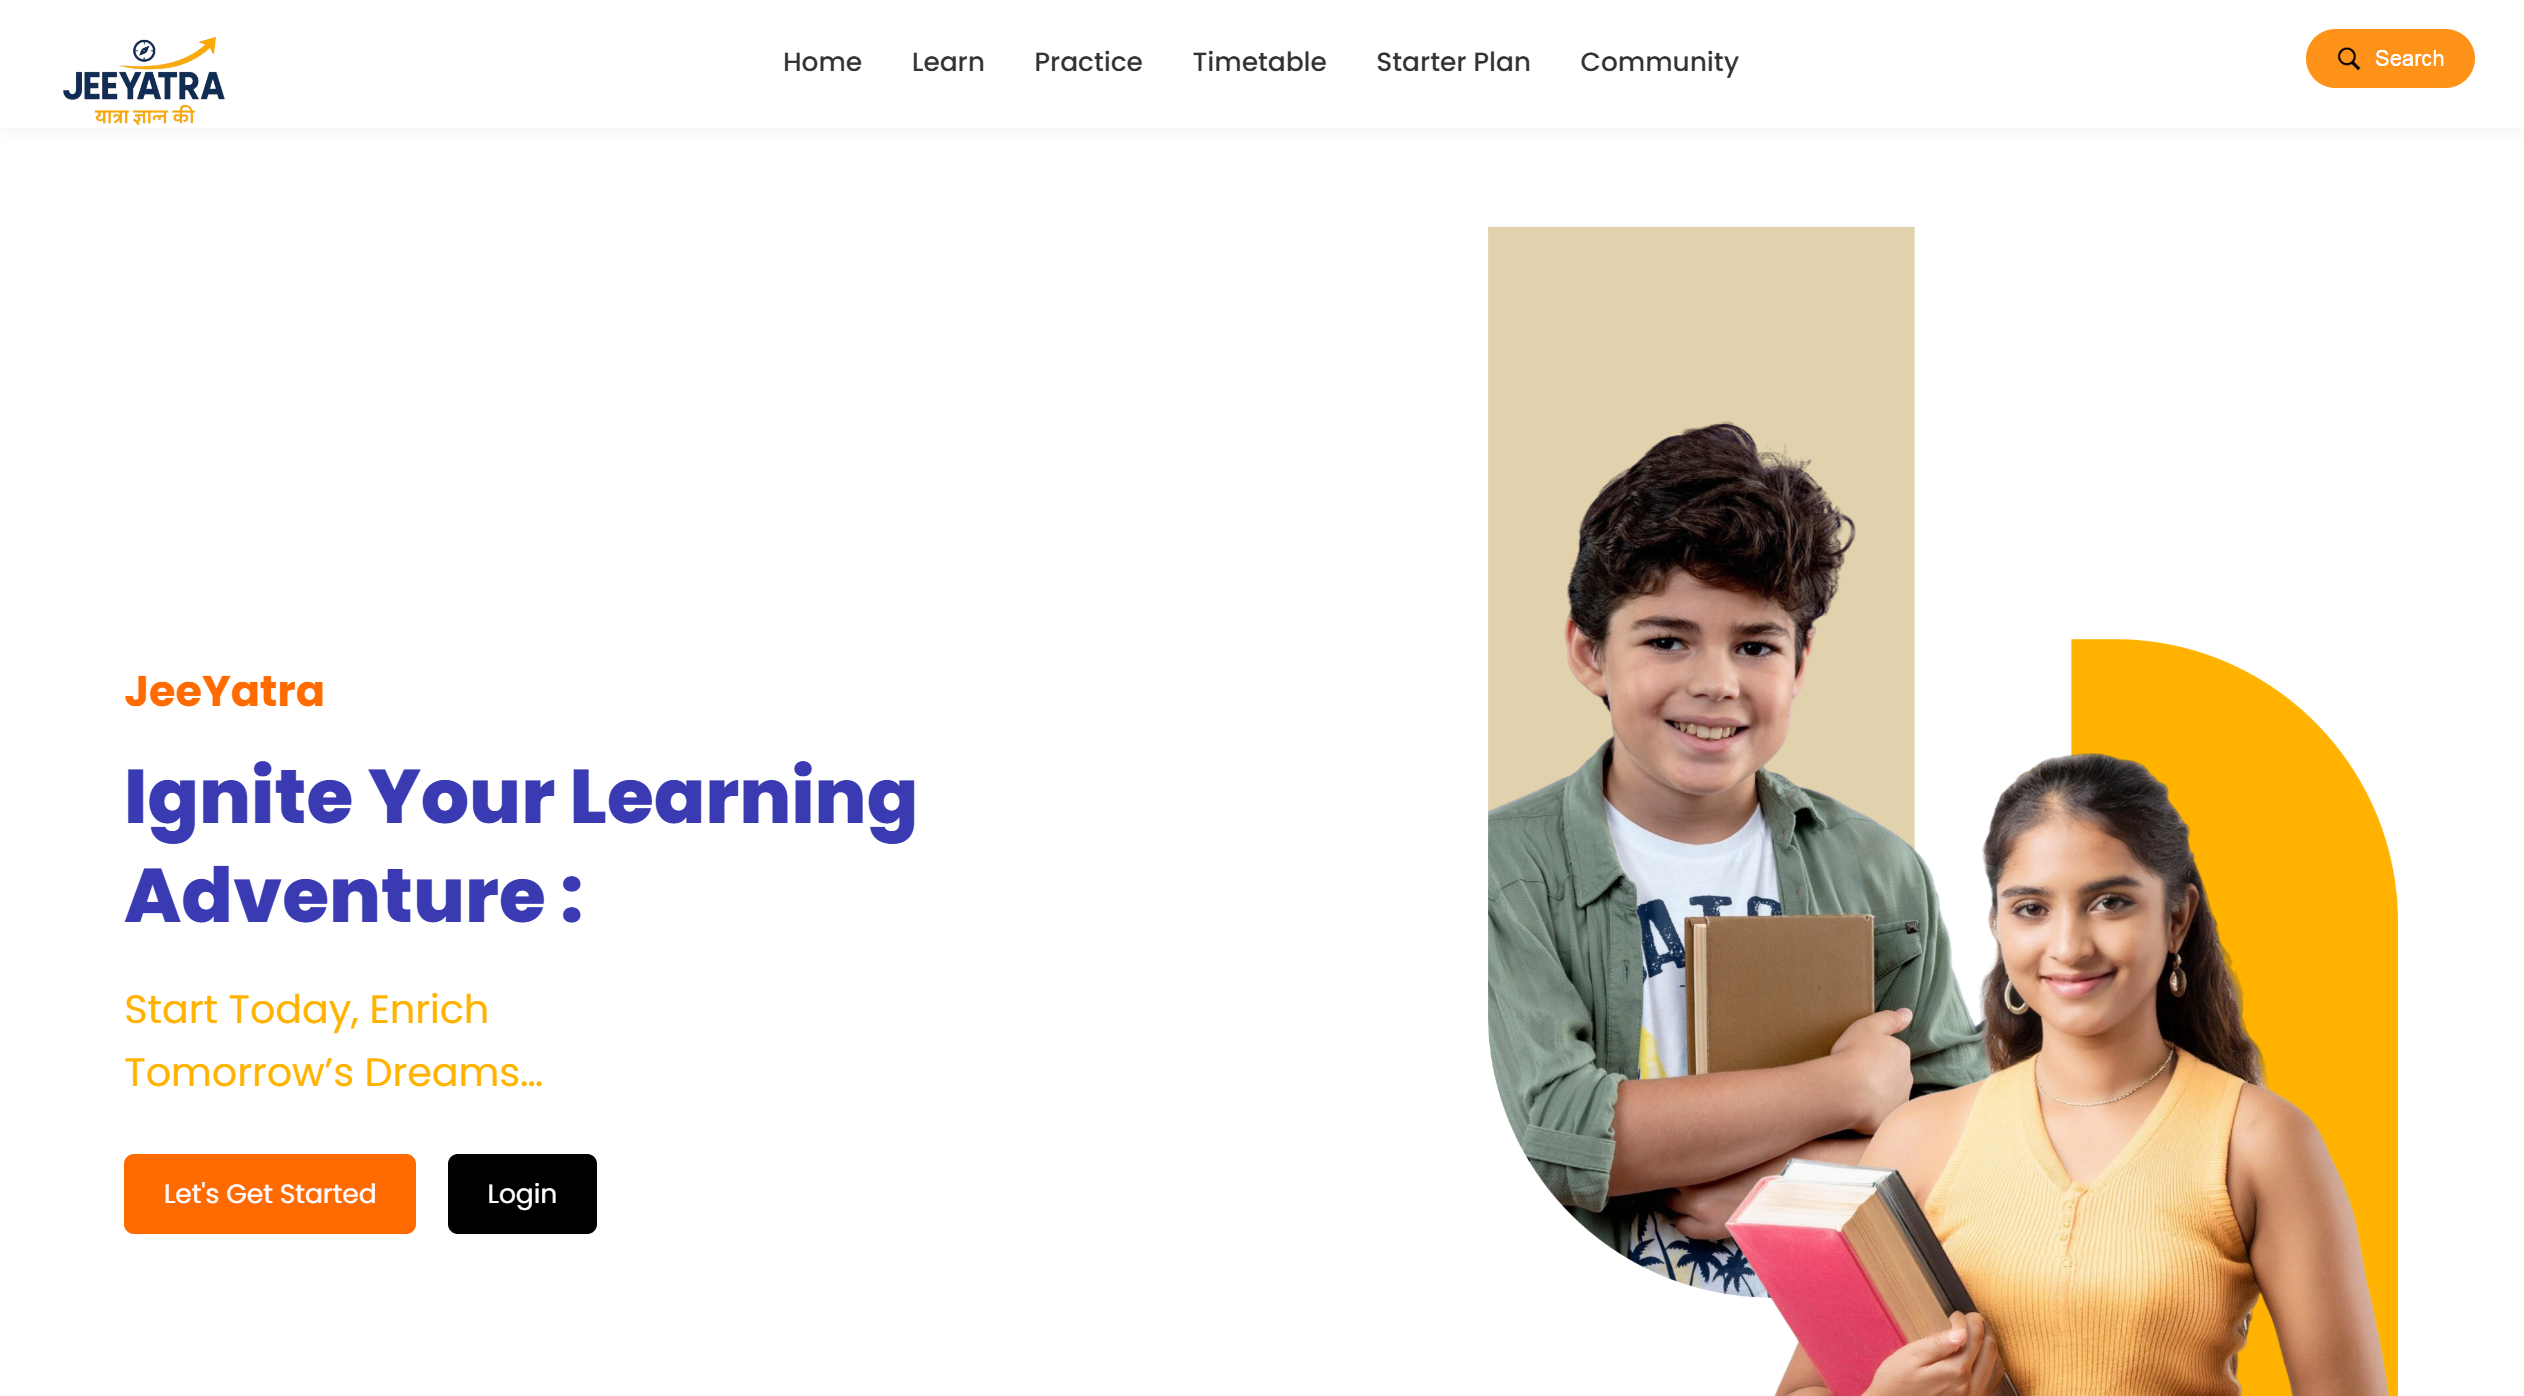 JEEYATRA
यात्रा ज्ञान की
Home Learn Practice Timetable Starter Plan Community
Search
JeeYatra
Ignite Your Learning
Adventure :
Start Today, Enrich
Tomorrow’s Dreams...
Let's Get Started Login